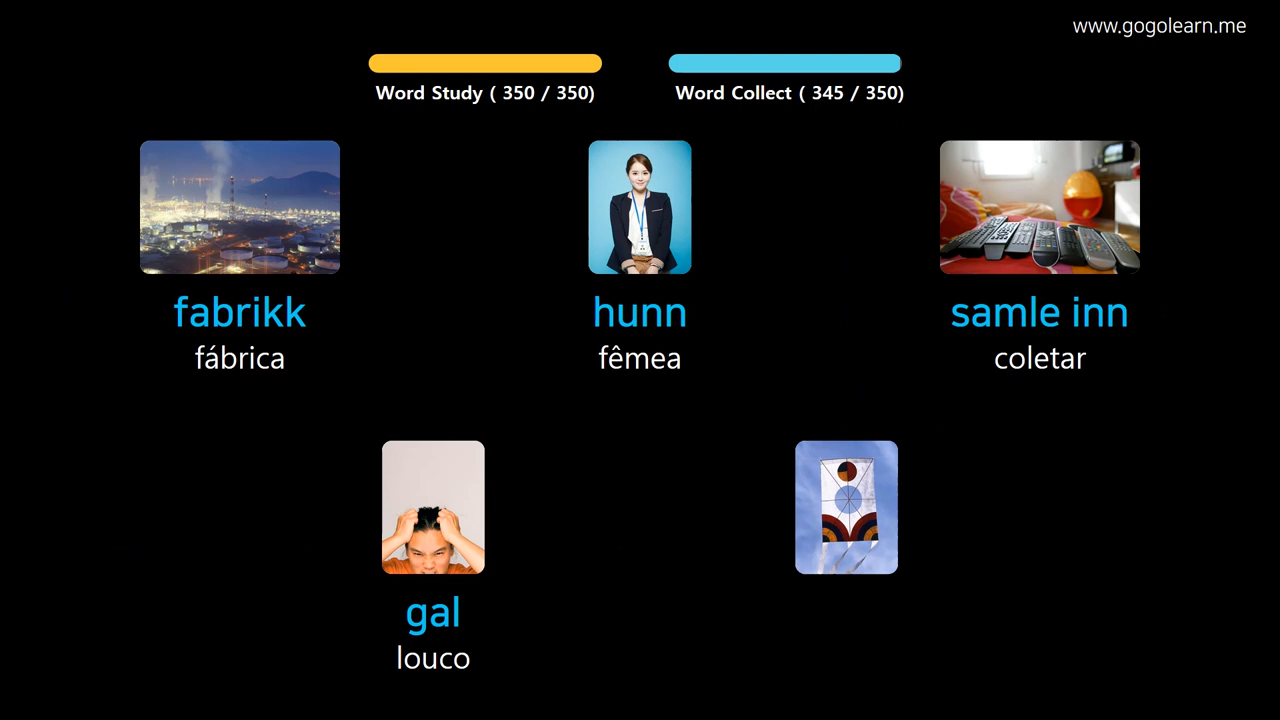 www.gogolearn.me
Word Study ( 350 / 350)
Word Collect ( 345 / 350)
fabrikk
fábrica
hunn
fêmea
samle inn
coletar
gal
louco